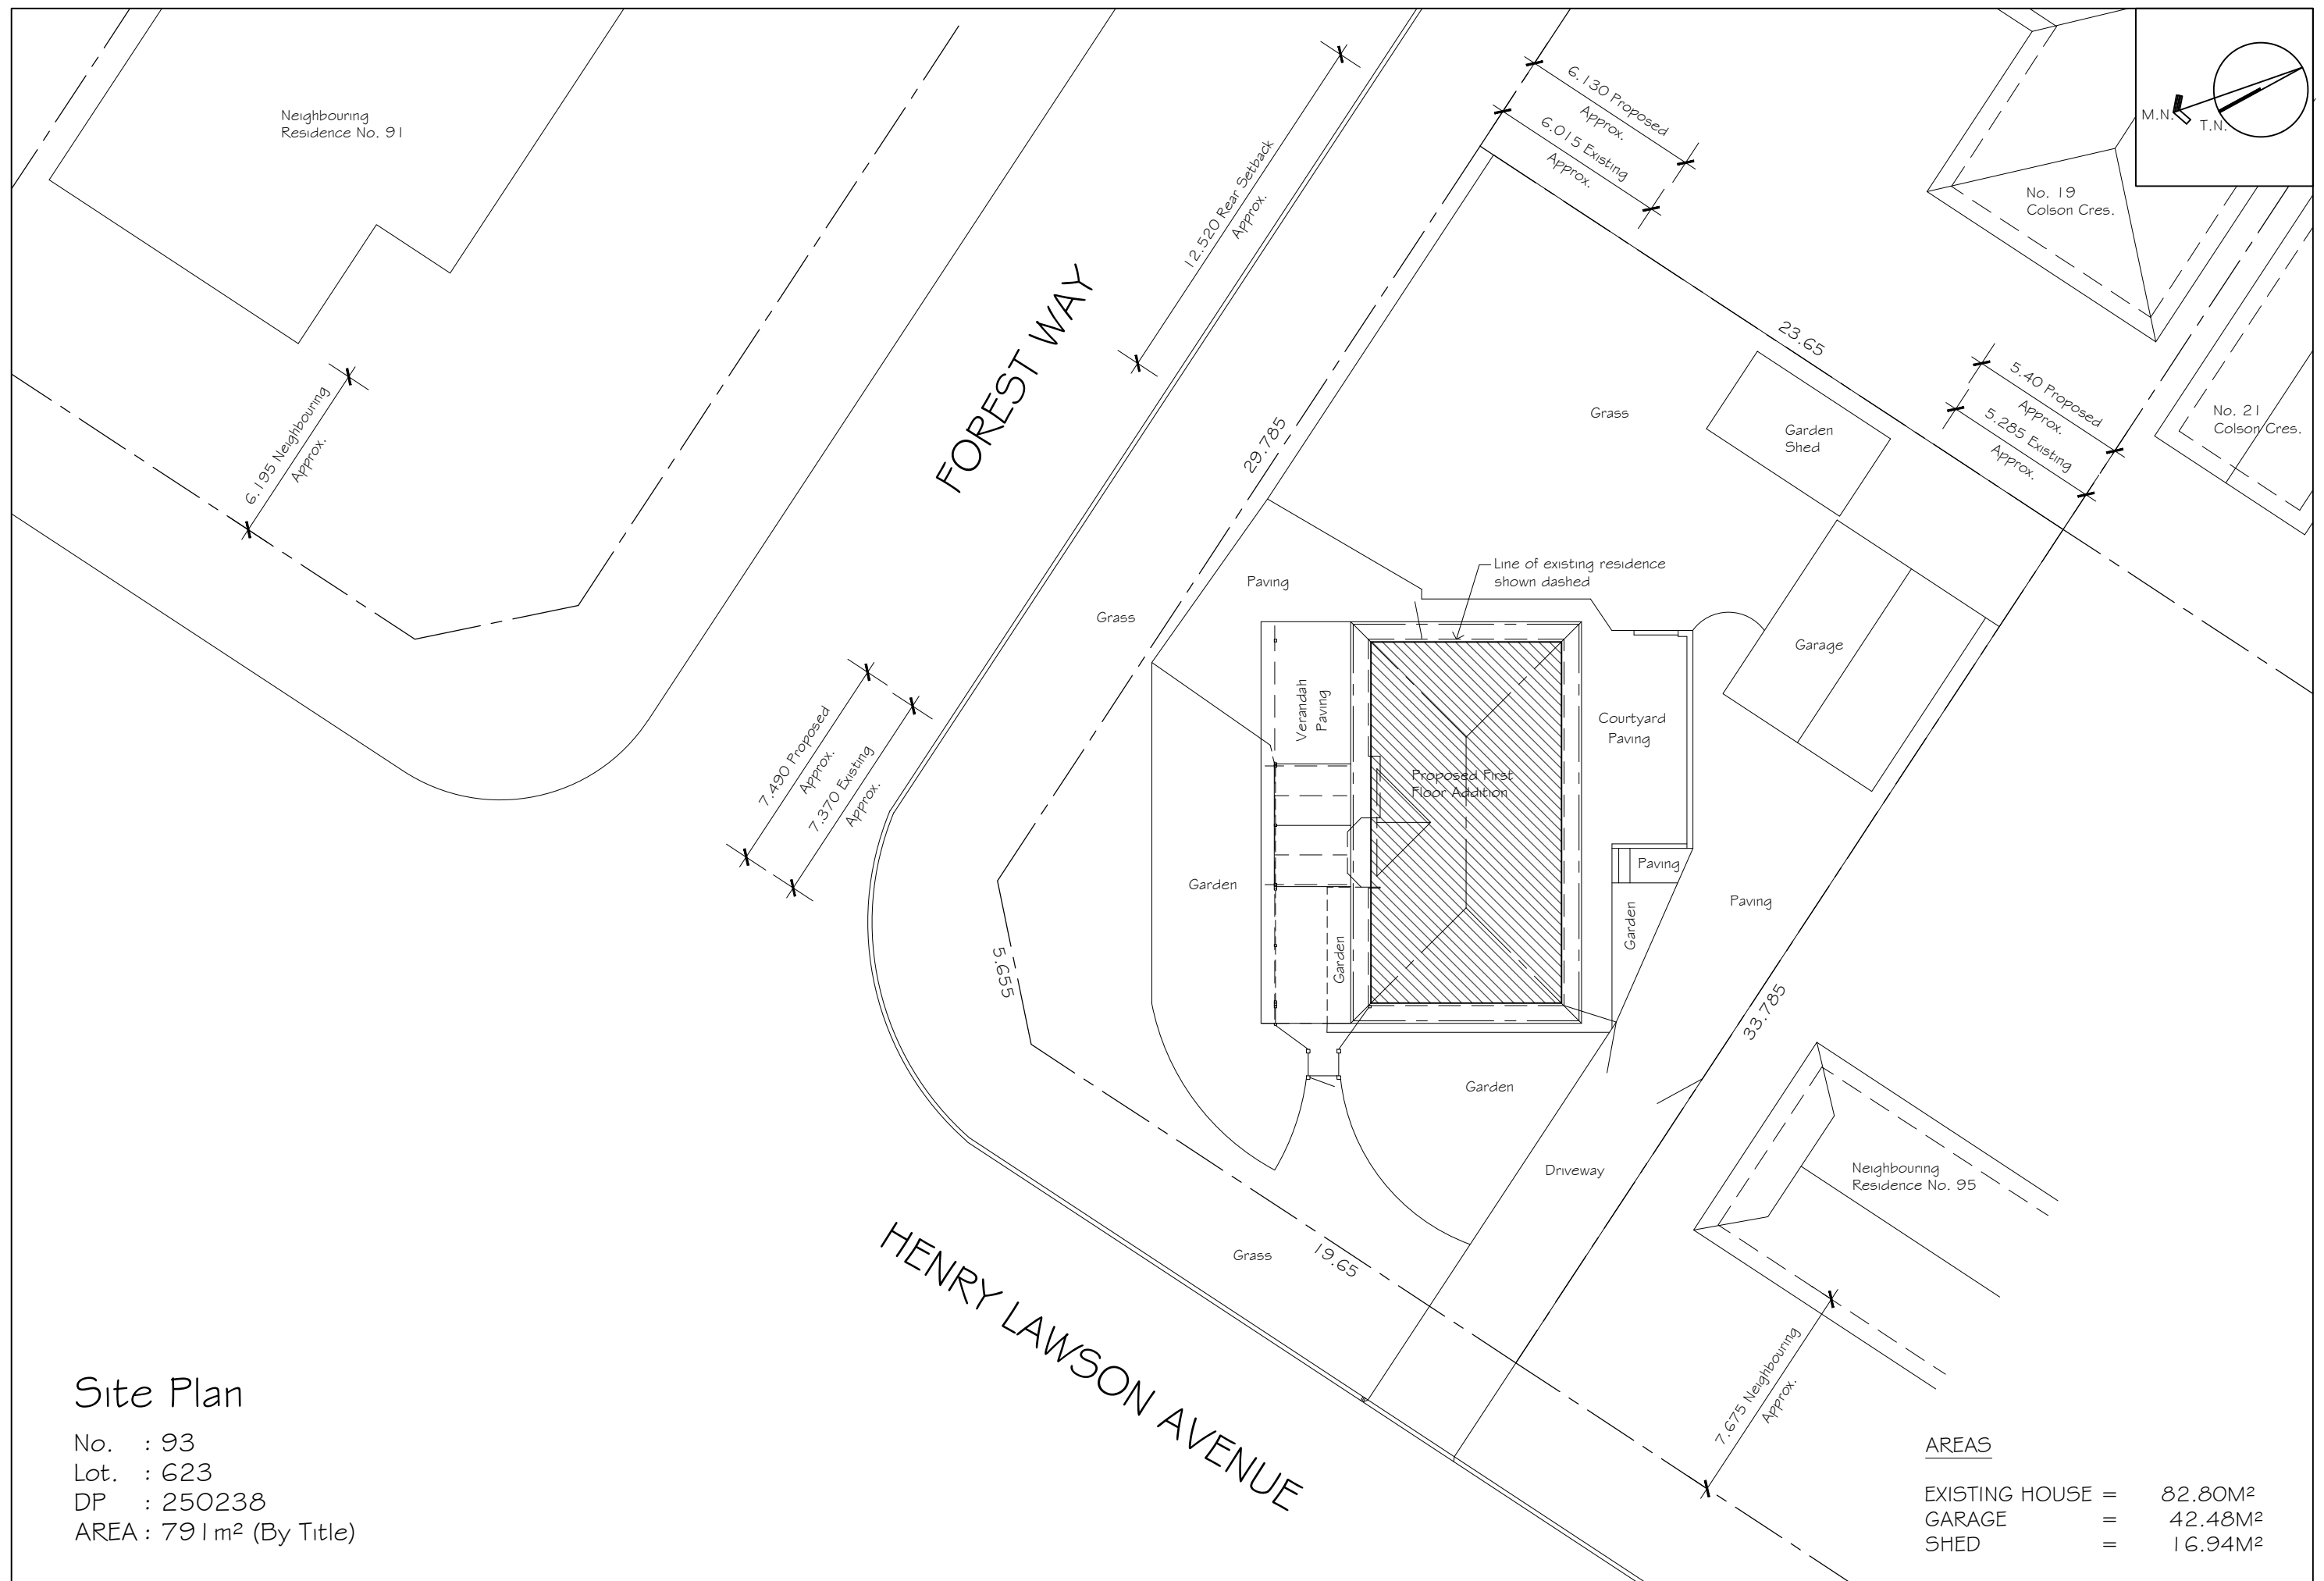 Neighbouring
Residence No. 91
6.195 Neighbouring
Approx.
FOREST WAY
12.520 Rear Setback
Approx.
6.130 Proposed
Approx.
6.015 Existing
Approx.
M.N.
T.N.
No. 19
Colson Cres.
23.65
5.40 Proposed
Approx.
5.285 Existing
Approx.
No. 21
Colson Cres.
29.785
Grass
Garden
Shed
Line of existing residence
shown dashed
Paving
Grass
Garage
Verandah
Paving
Courtyard
Paving
7.490 Proposed
Approx.
7.370 Existing
Approx.
Proposed First
Floor Addition
Paving
Garden
Paving
Garden
Garden
5.655
33.785
Garden
Driveway
Neighbouring
Residence No. 95
Grass
19.65
HENRY LAWSON AVENUE
7.675 Neighbouring
Approx.
Site Plan
No. : 93
Lot. : 623
DP : 250238
AREA : 791m² (By Title)
AREAS
EXISTING HOUSE = 82.80M²
GARAGE = 42.48M²
SHED = 16.94M²